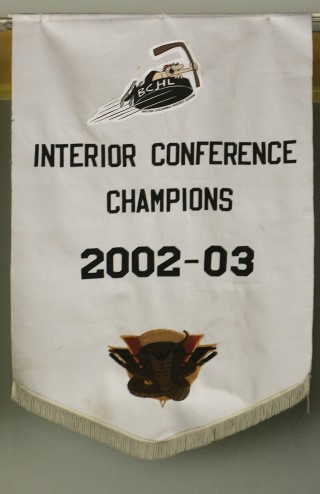 BCHL
INTERIOR CONFERENCE
CHAMPIONS
2002-03